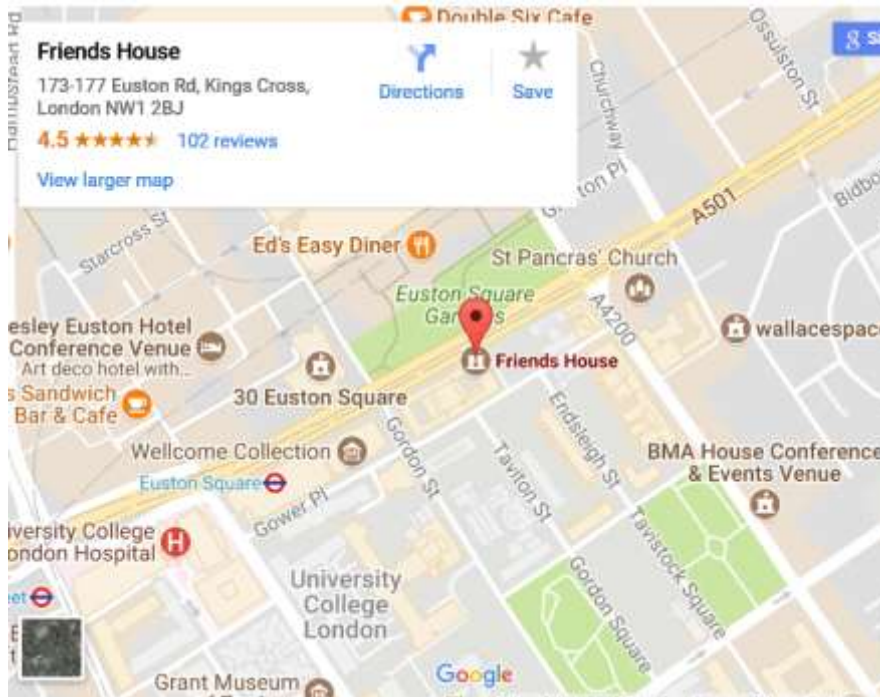 Double Six Cafe
Friends House
173-177 Euston Rd, Kings Cross,
London NW1 2BJ
4.5
102 reviews
View larger map
Directions
Save
Ossulston St
Churchway
A501
Starcross St
Ed's Easy Diner
St Pancras' Church
Euston Square
A4200
wallacespace
Friends House
esley Euston Hotel
Conference Venue
Art deco hotel with...
s Sandwich
Bar & Cafe
30 Euston Square
Wellcome Collection
Euston Square
Gordon St
Endsleigh St
Taviton St
BMA House Conference
& Events Venue
Gower Pl
iversity College
ondon Hospital
H
Tavistock Square
University
College
London
Gordon Square
Grant Museum
Google